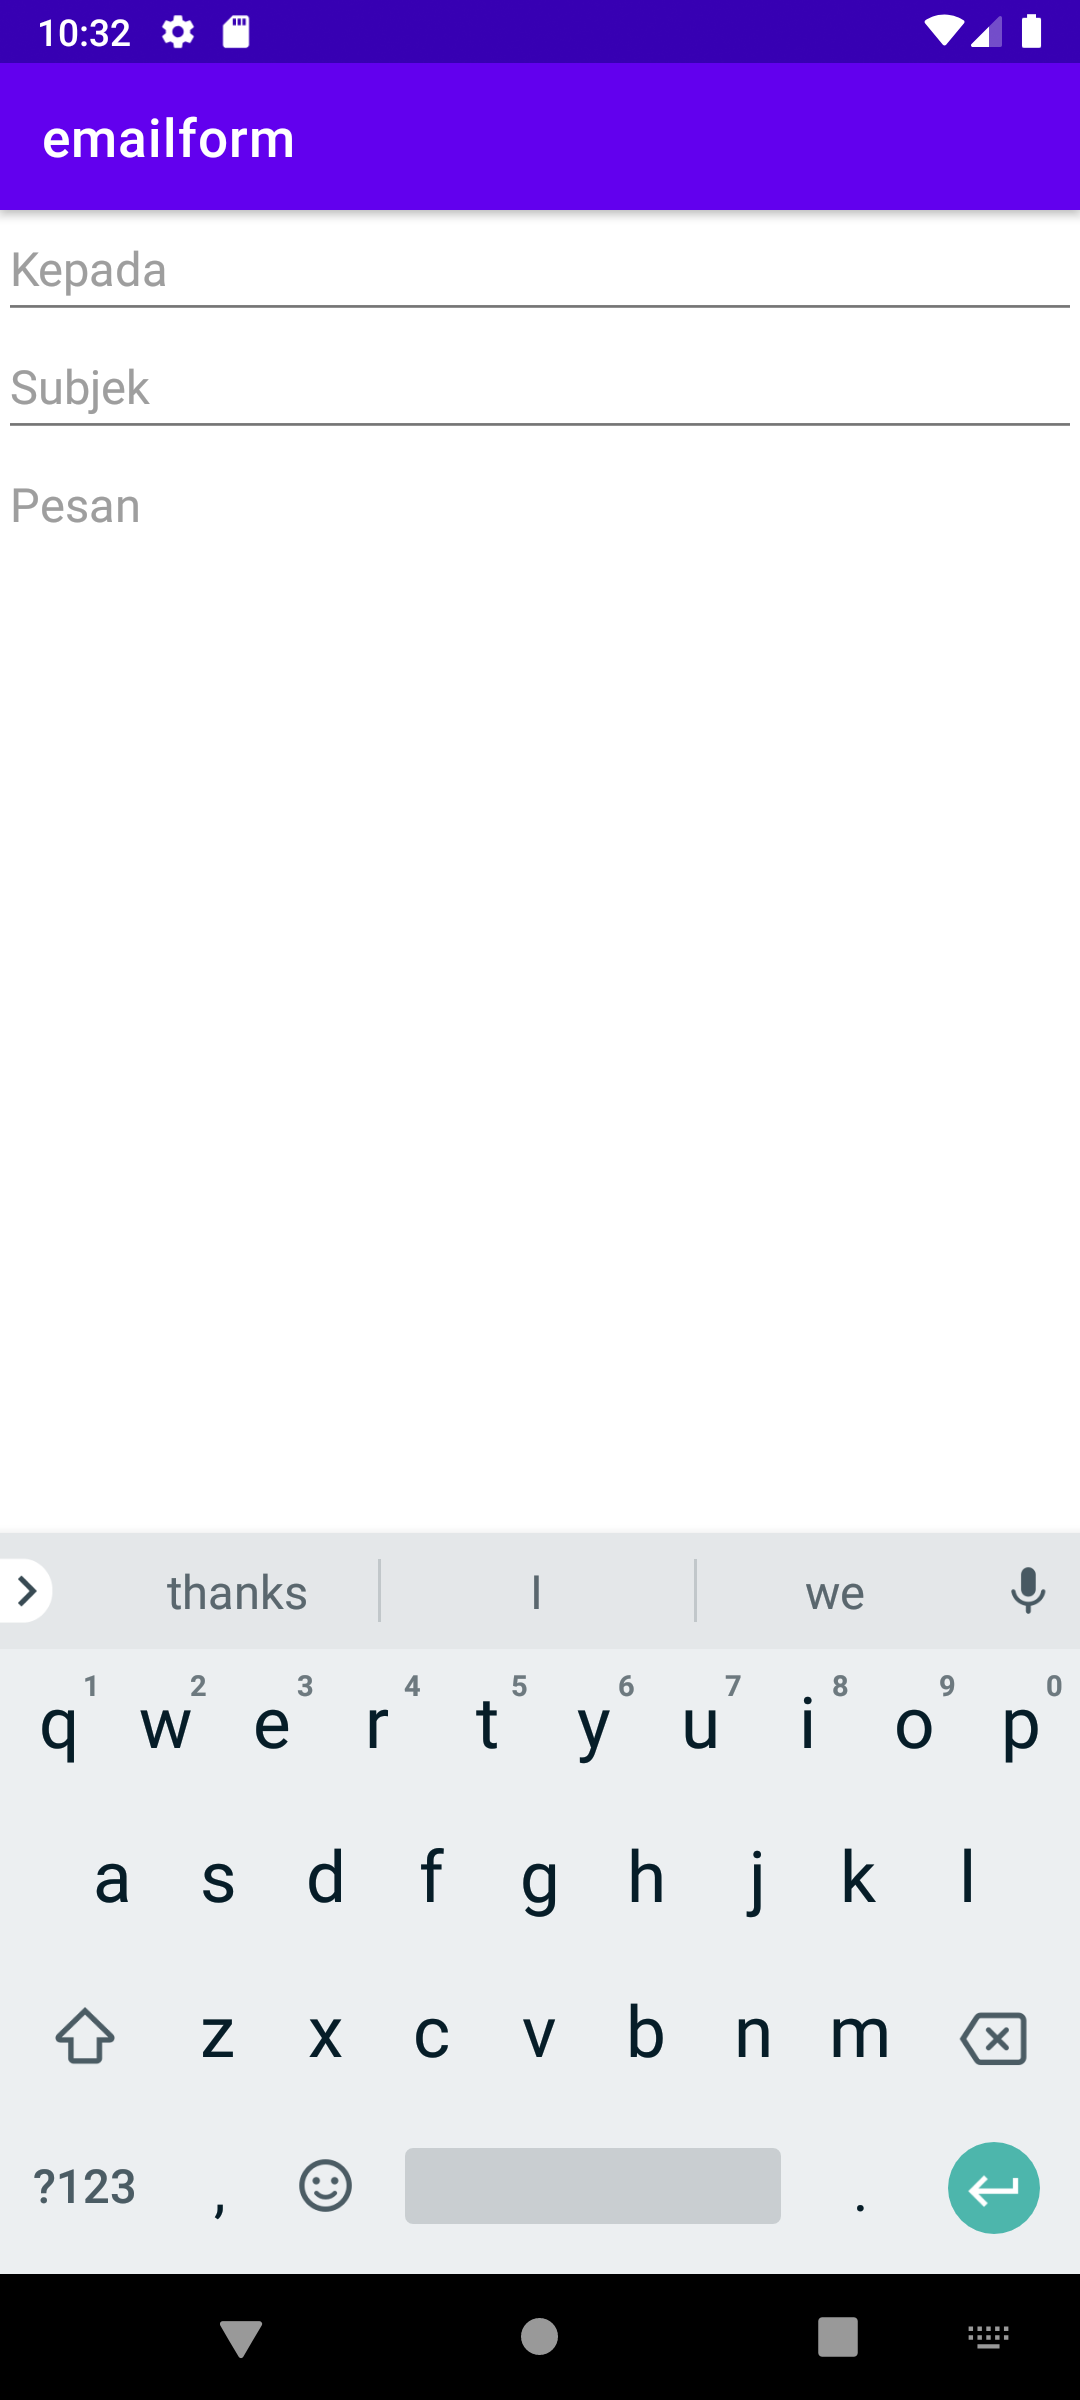 10:32
emailform
Kepada
Subjek
Pesan
thanks I we
1 2 3 4 5 6 7 8 9 0
q w e r t y u i o p
a s d f g h j k l
z x c v b n m
?123 , .